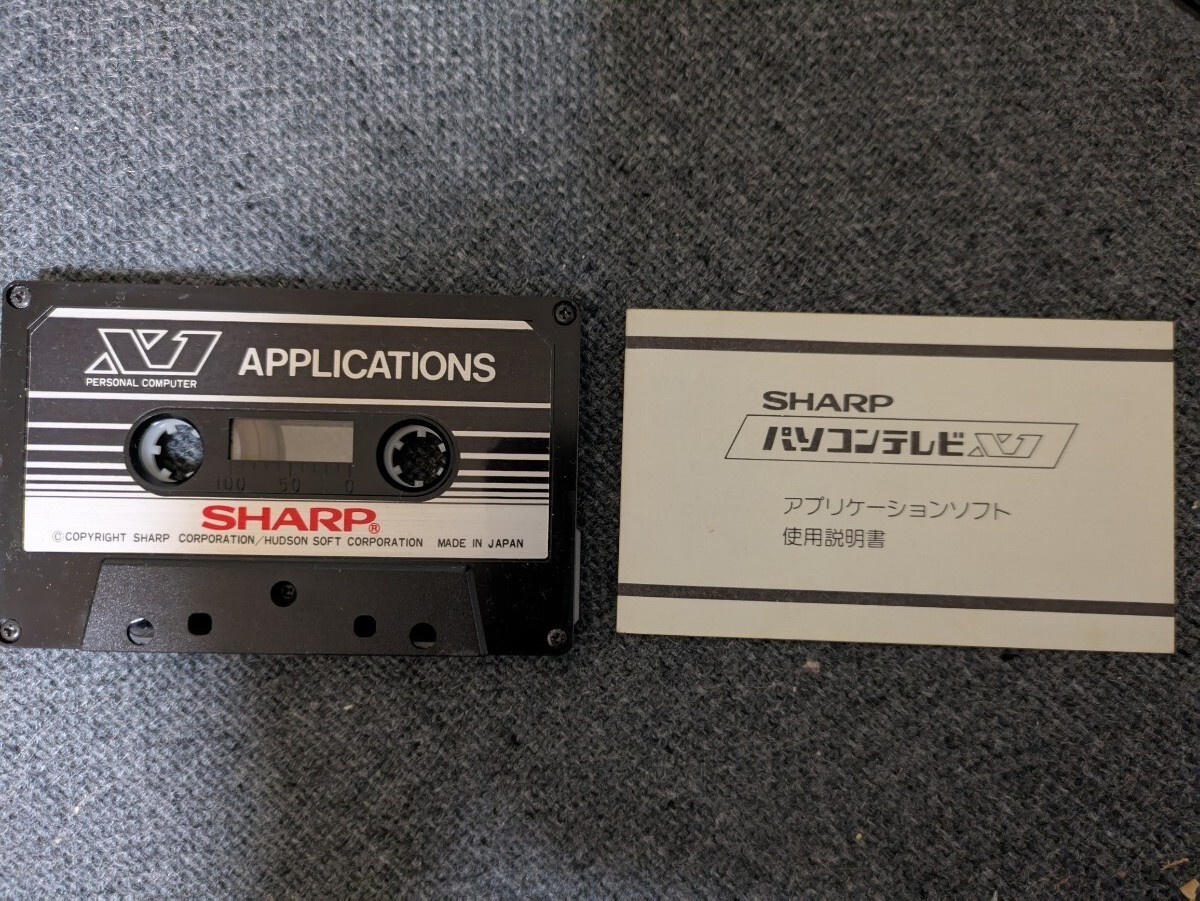 X1
PERSONAL COMPUTER
APPLICATIONS
100 50 0
SHARP®
© COPYRIGHT SHARP CORPORATION/HUDSON SOFT CORPORATION MADE IN JAPAN
SHARP
パソコンテレビX1
アプリケーションソフト
使用説明書